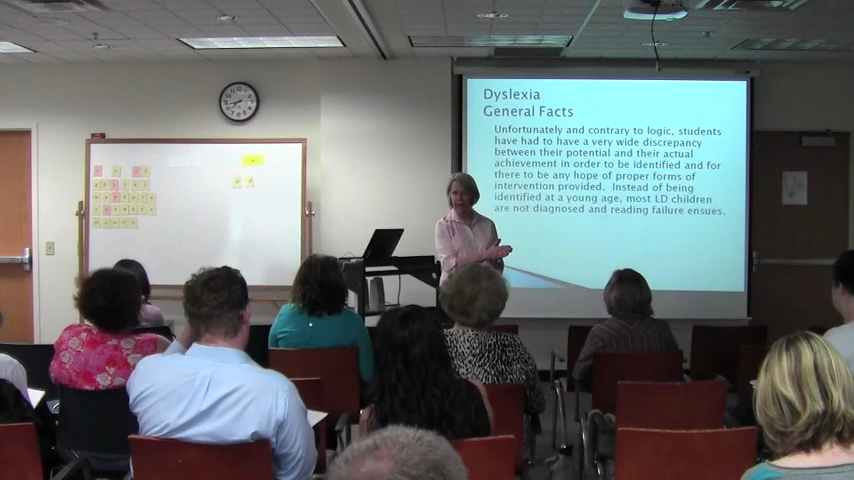 Dyslexia
General Facts
Unfortunately and contrary to logic, students
have had to have a very wide discrepancy
between their potential and their actual
achievement in order to be identified and for
there to be any hope of proper forms of
intervention provided. Instead of being
identified at a young age, most LD children
are not diagnosed and reading failure ensues.